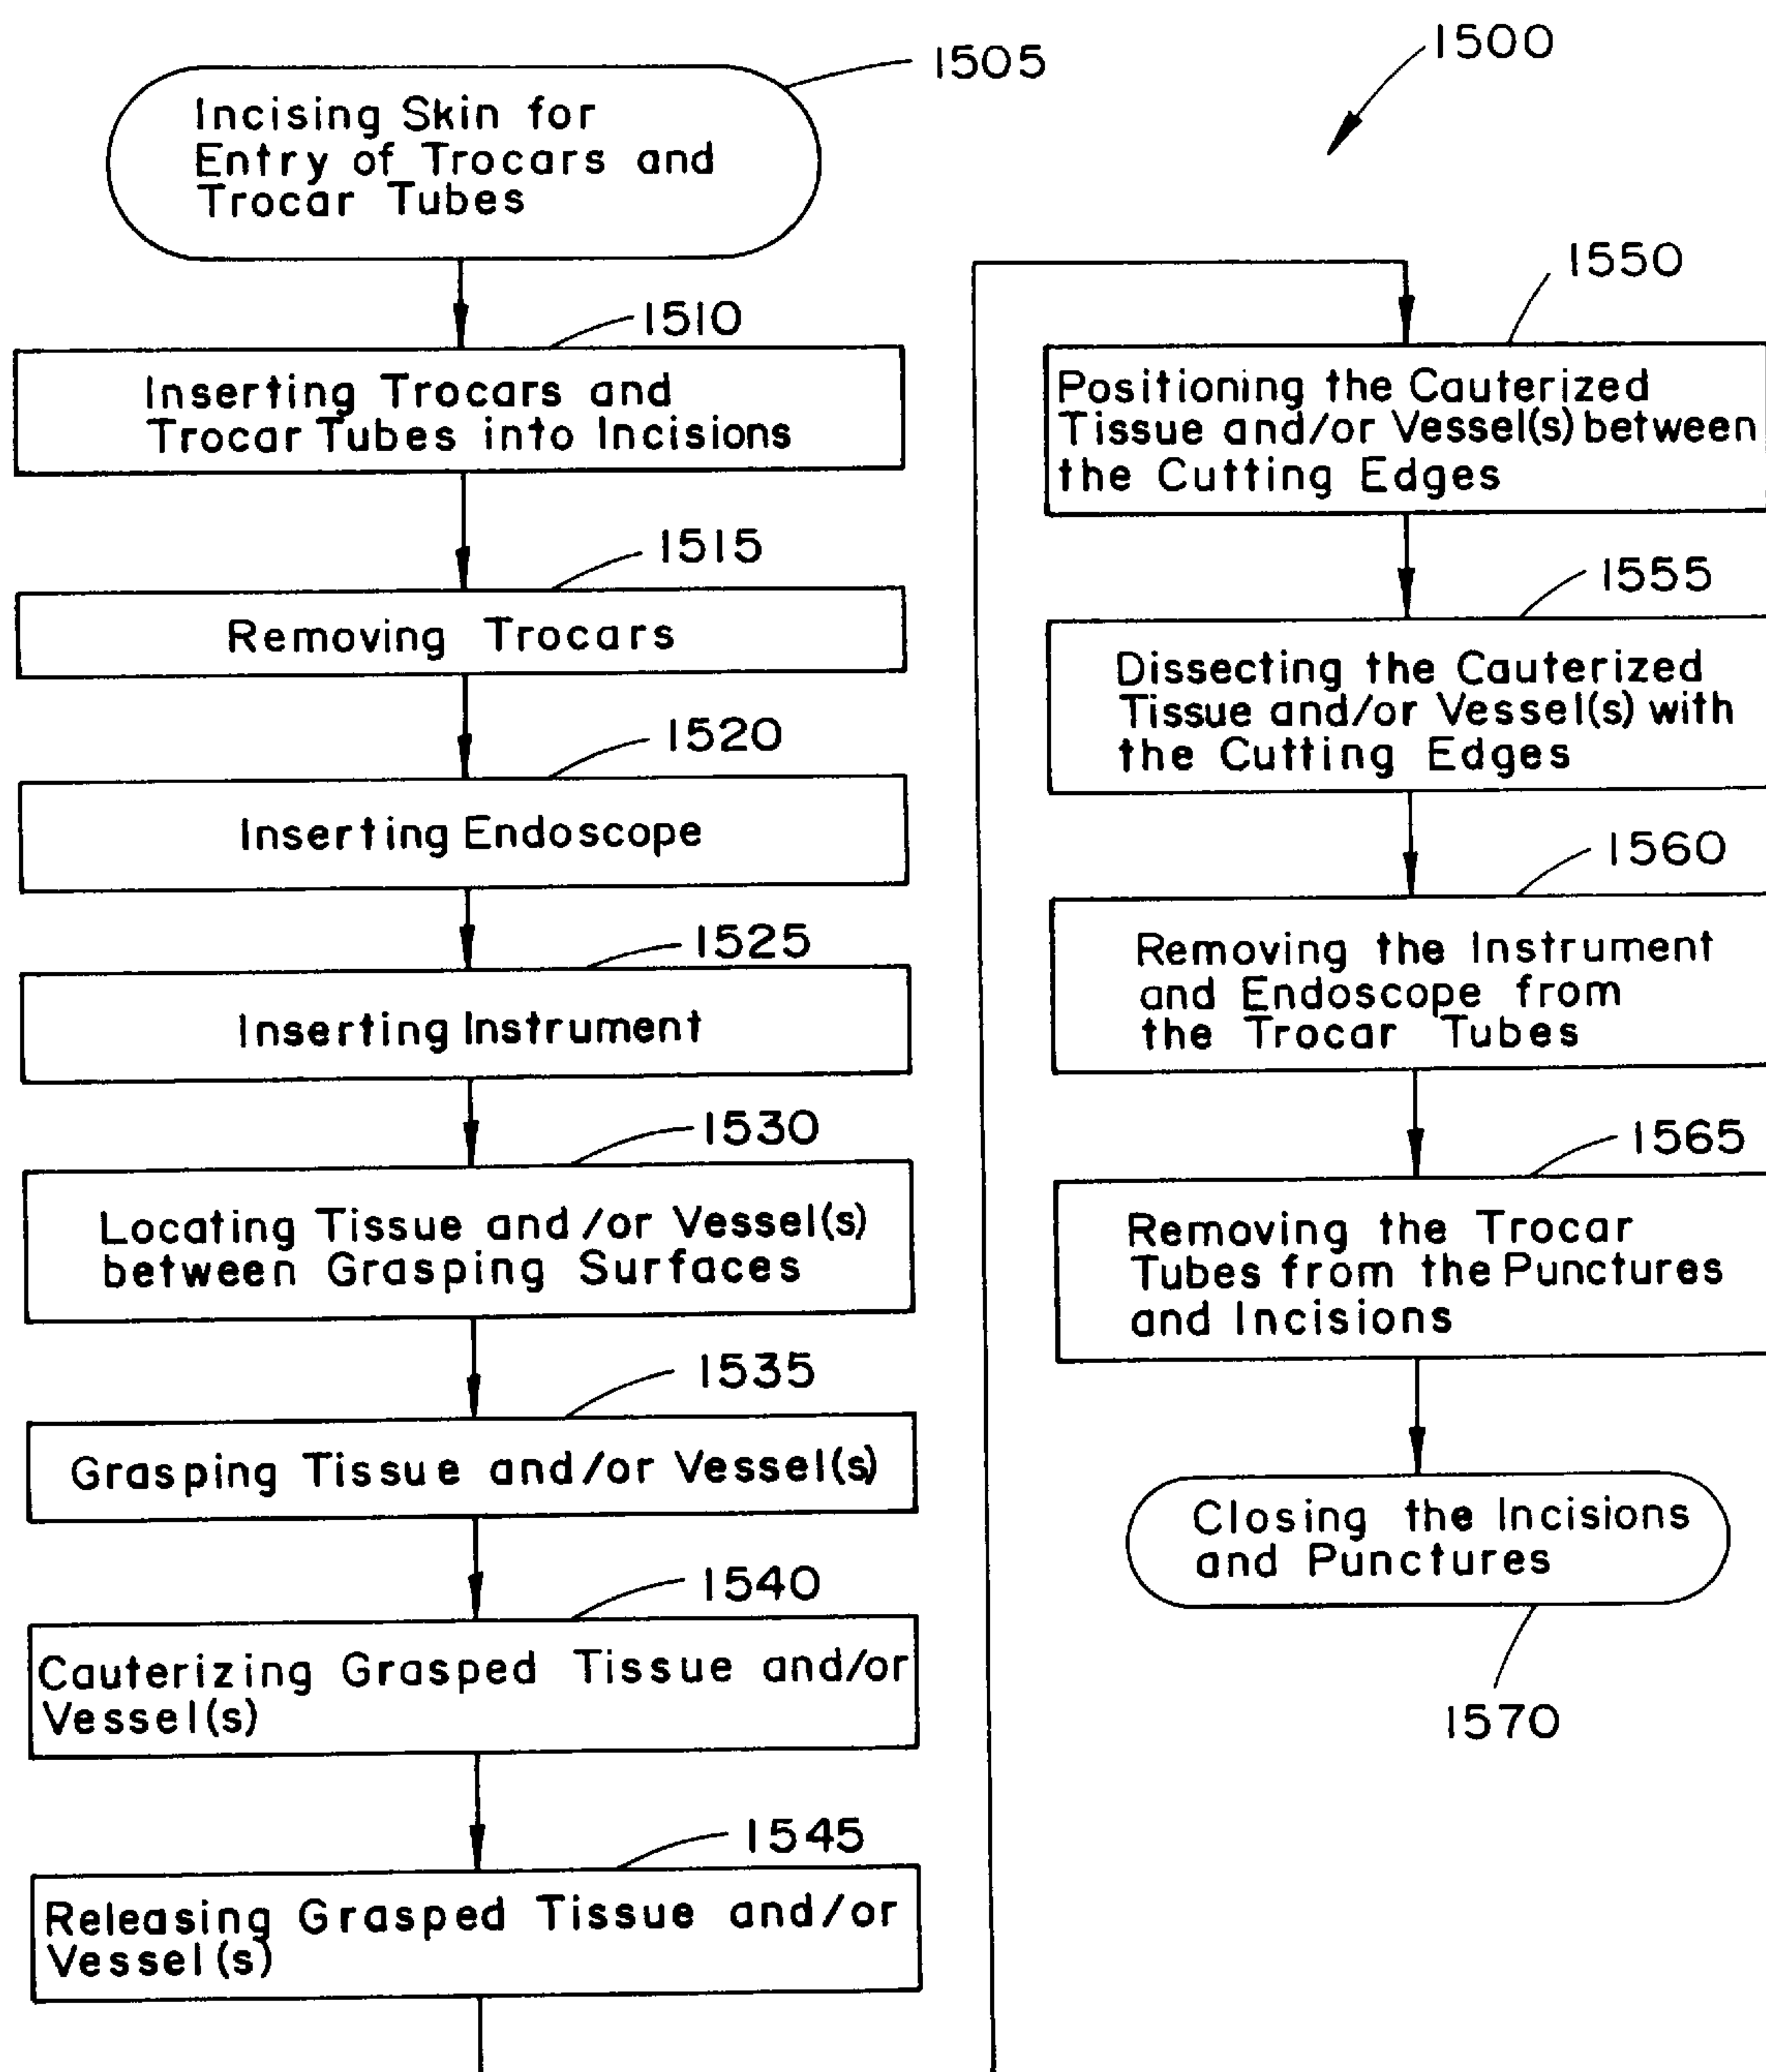 1500
1505
Incising Skin for
Entry of Trocars and
Trocar Tubes
1510
Inserting Trocars and
Trocar Tubes into Incisions
1515
Removing Trocars
1520
Inserting Endoscope
1525
Inserting Instrument
1530
Locating Tissue and/or Vessel(s)
between Grasping Surfaces
1535
Grasping Tissue and/or Vessel(s)
1540
Cauterizing Grasped Tissue and/or
Vessel(s)
1545
Releasing Grasped Tissue and/or
Vessel(s)
1550
Positioning the Cauterized
Tissue and/or Vessel(s) between
the Cutting Edges
1555
Dissecting the Cauterized
Tissue and/or Vessel(s) with
the Cutting Edges
1560
Removing the Instrument
and Endoscope from
the Trocar Tubes
1565
Removing the Trocar
Tubes from the Punctures
and Incisions
Closing the Incisions
and Punctures
1570